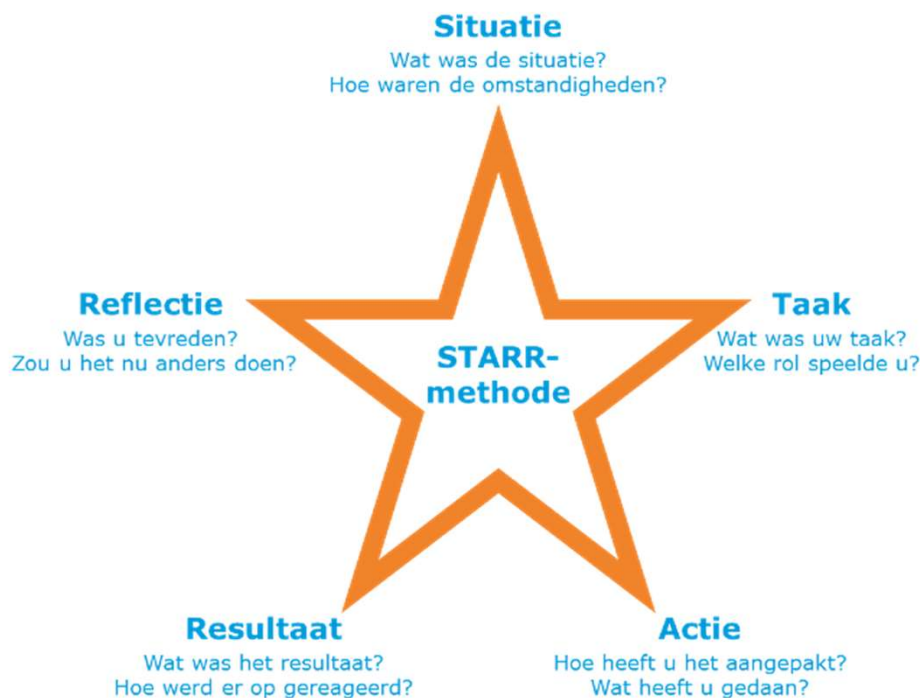 Situatie
Wat was de situatie?
Hoe waren de omstandigheden?
Reflectie
Was u tevreden?
Zou u het nu anders doen?
Taak
Wat was uw taak?
Welke rol speelde u?
STARR-
methode
Resultaat
Wat was het resultaat?
Hoe werd er op gereageerd?
Actie
Hoe heeft u het aangepakt?
Wat heeft u gedaan?